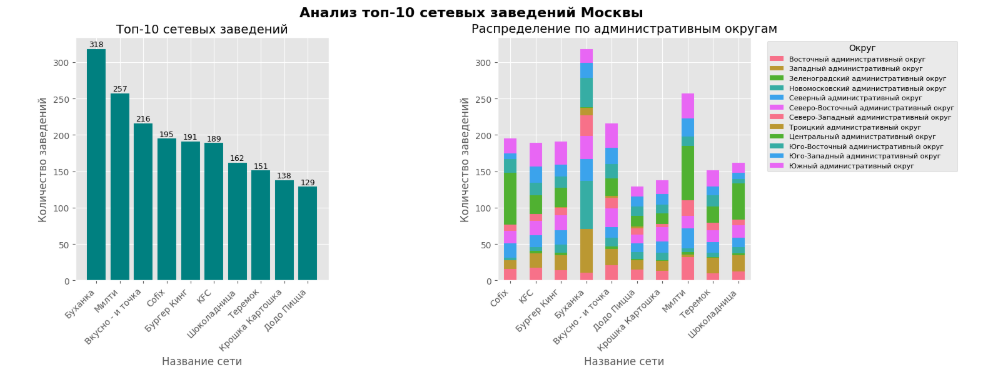 Анализ топ-10 сетевых заведений Москвы
Топ-10 сетевых заведений
Количество заведений
300
250
200
150
100
50
0
318
257
216
195
191
189
162
151
138
129
Буханка
Милти
Вкусно - и точка
Cofix
Бургер Кинг
KFC
Шоколадница
Теремок
Крошка Картошка
Додо Пицца
Название сети
Распределение по административным округам
Количество заведений
300
250
200
150
100
50
0
Cofix
KFC
Бургер Кинг
Буханка
Вкусно - и точка
Додо Пицца
Крошка Картошка
Милти
Теремок
Шоколадница
Название сети
Округ
Восточный административный округ
Западный административный округ
Зеленоградский административный округ
Новомосковский административный округ
Северный административный округ
Северо-Восточный административный округ
Северо-Западный административный округ
Троицкий административный округ
Центральный административный округ
Юго-Восточный административный округ
Юго-Западный административный округ
Южный административный округ